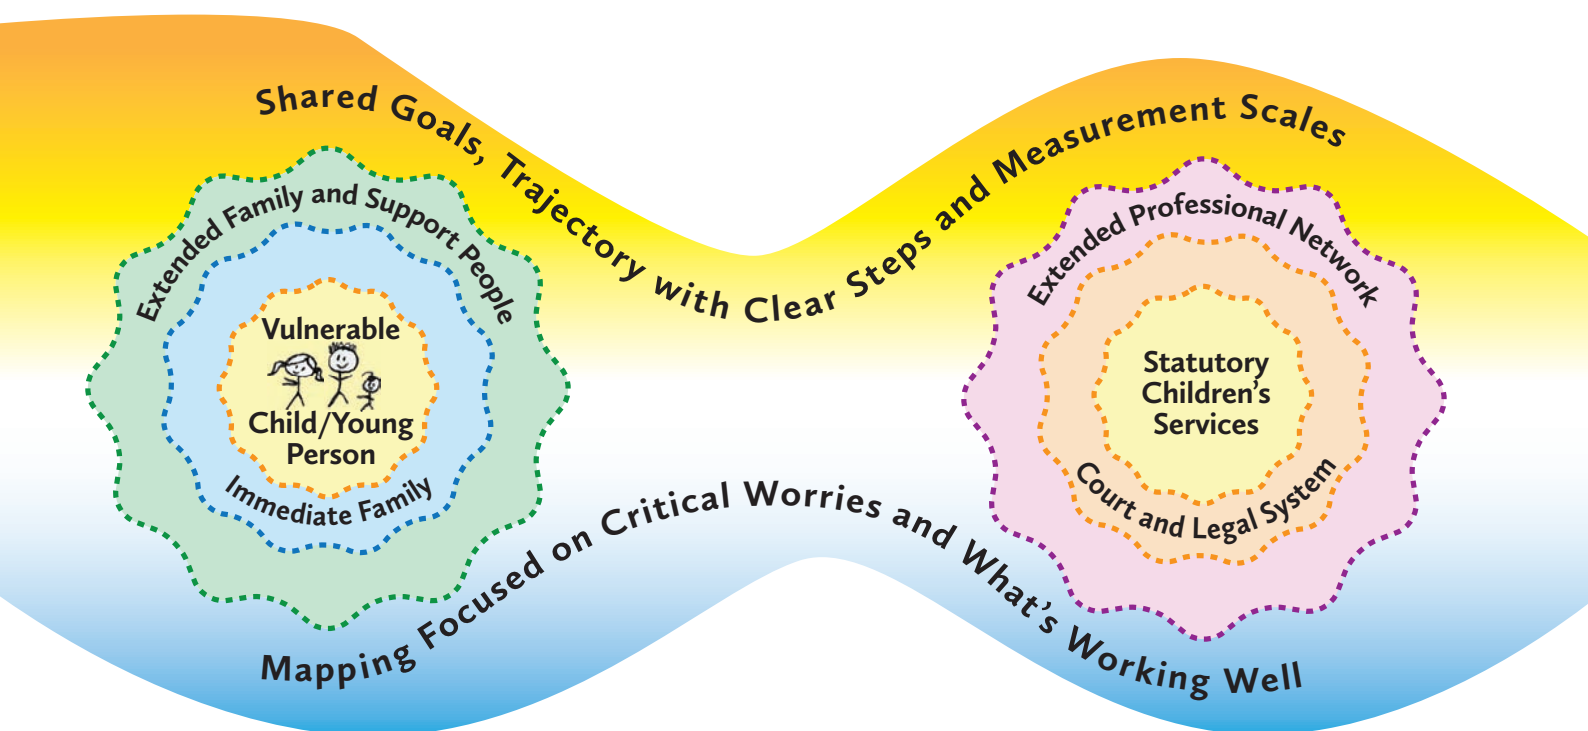 Shared Goals, Trajectory with Clear Steps and Measurement Scales
Extended Family and Support People
Vulnerable
Child/Young
Person
Immediate Family
Extended Professional Network
Statutory
Children's
Services
Court and Legal System
Mapping Focused on Critical Worries and What's Working Well